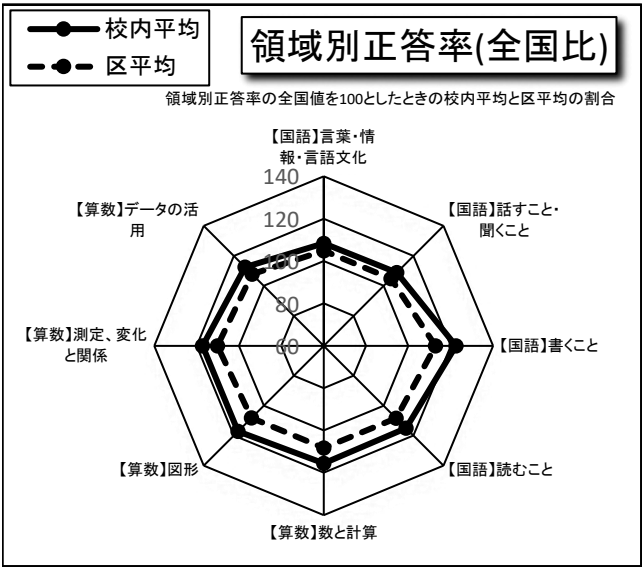 校内平均
区平均
領域別正答率(全国比)
領域別正答率の全国値を100としたときの校内平均と区平均の割合
【国語】言葉・情
報・言語文化
140
120
100
80
60
【国語】話すこと・
聞くこと
【国語】書くこと
【国語】読むこと
【算数】数と計算
【算数】図形
【算数】測定、変化
と関係
【算数】データの活
用